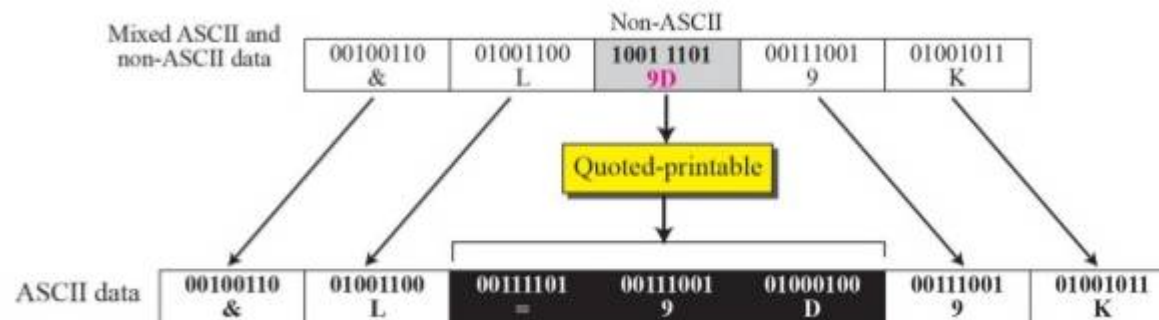 Non-ASCII
Mixed ASCII and
non-ASCII data
00100110 01001100 1001 1101 00111001 01001011
& L 9D 9 K
Quoted-printable
ASCII data
00100110 01001100 00111101 00111001 01000100 00111001 01001011
& L = 9 D 9 K